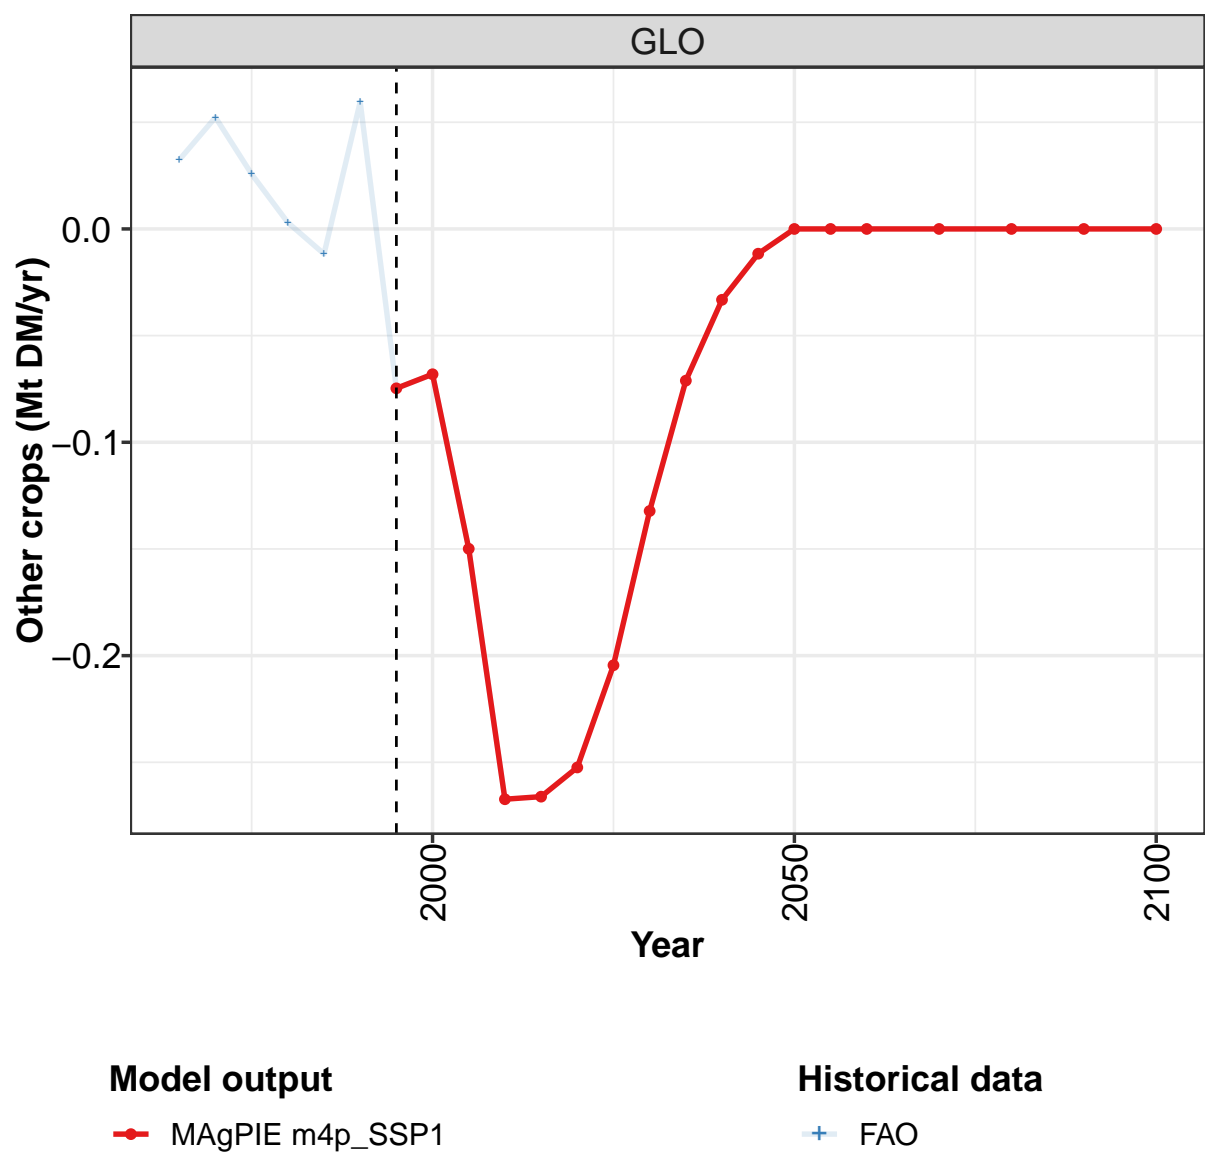 GLO
Other crops (Mt DM/yr)
0.0
−0.1
−0.2
2000
2050
2100
Year
Model output
MAgPIE m4p_SSP1
Historical data
FAO